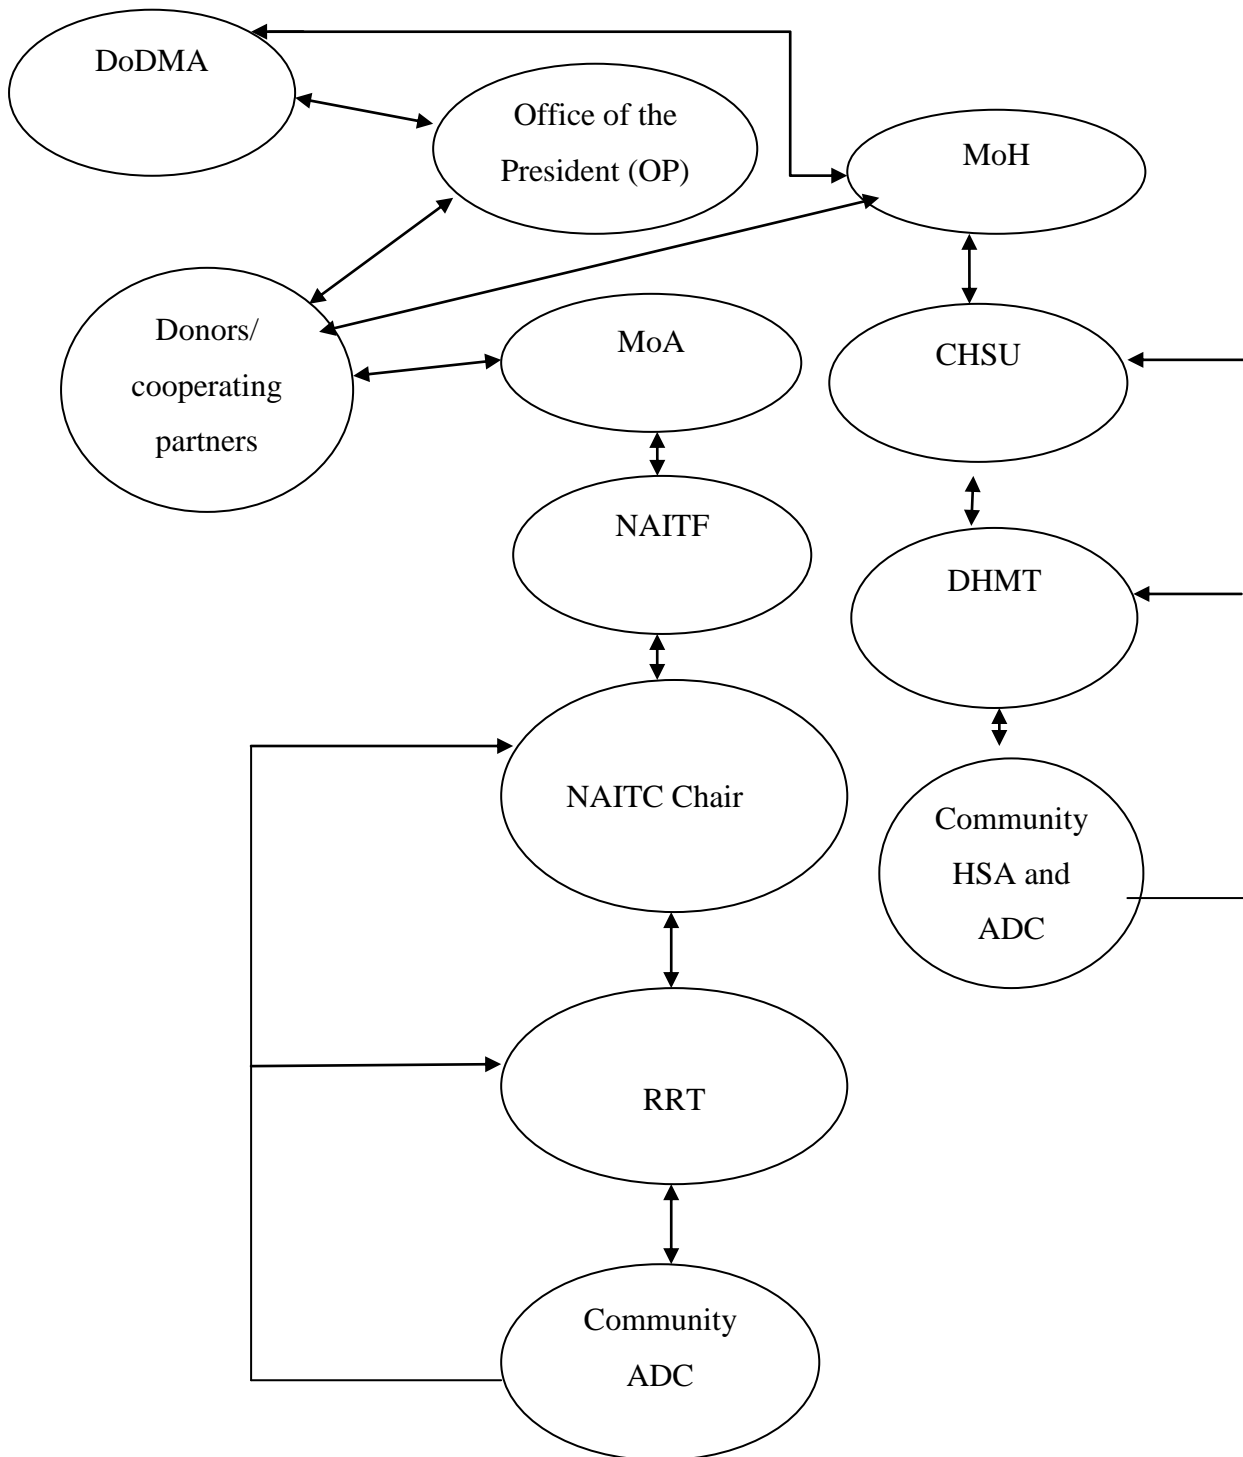 DoDMA
Office of the
President (OP)
MoH
Donors/
cooperating
partners
MoA
CHSU
NAITF
DHMT
NAITC Chair
Community
HSA and
ADC
RRT
Community
ADC